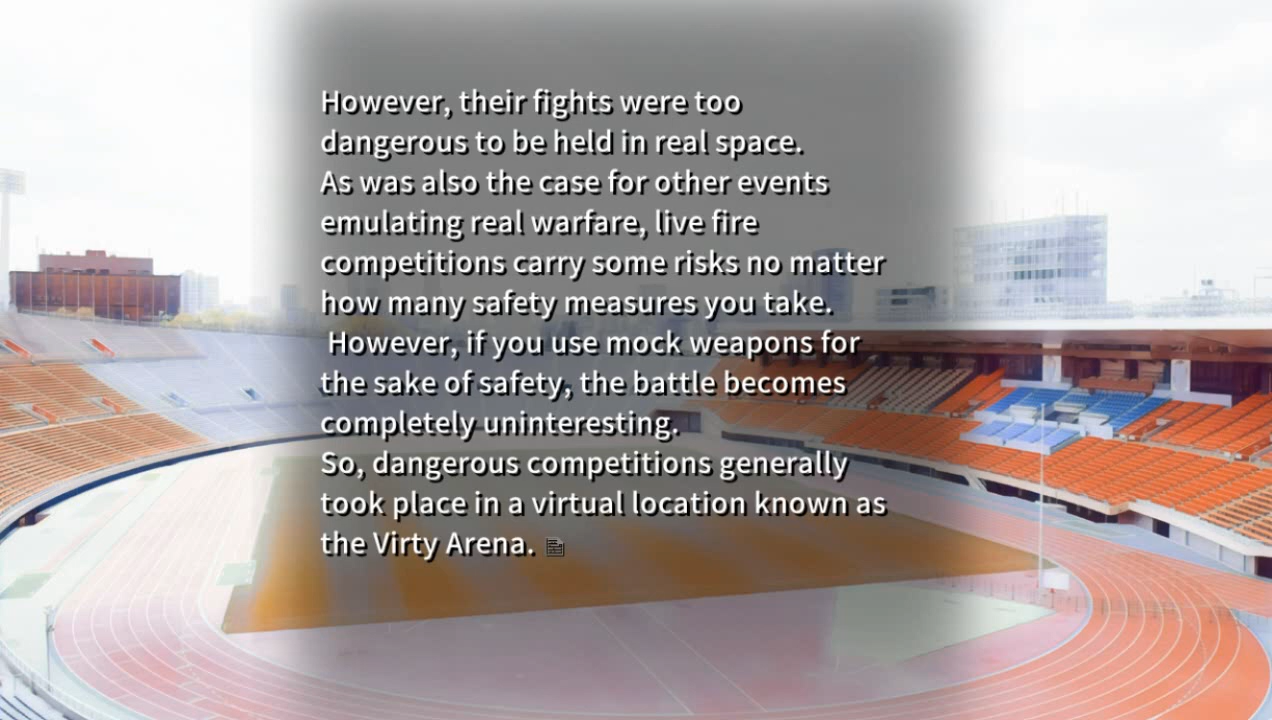 However, their fights were too
dangerous to be held in real space.
As was also the case for other events
emulating real warfare, live fire
competitions carry some risks no matter
how many safety measures you take.
However, if you use mock weapons for
the sake of safety, the battle becomes
completely uninteresting.
So, dangerous competitions generally
took place in a virtual location known as
the Virty Arena.